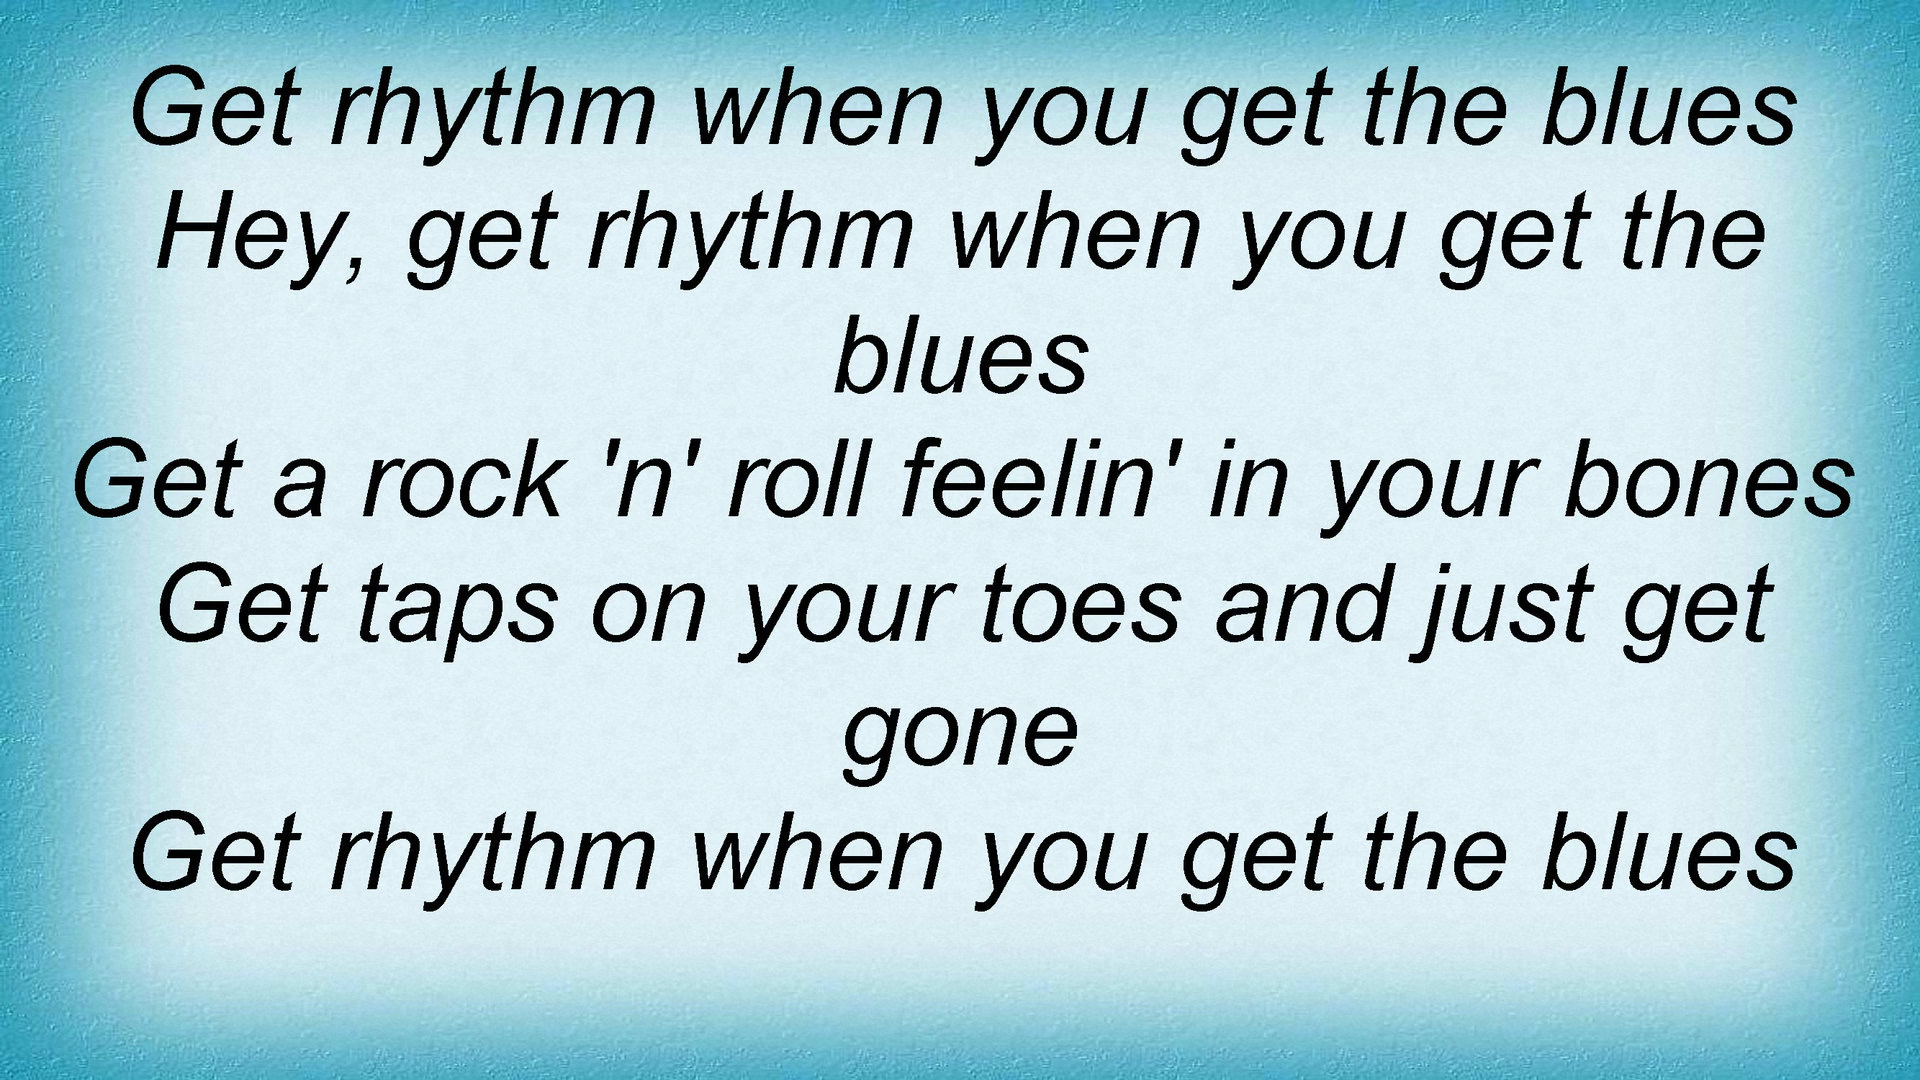 Get rhythm when you get the blues
Hey, get rhythm when you get the
blues
Get a rock 'n' roll feelin' in your bones
Get taps on your toes and just get
gone
Get rhythm when you get the blues